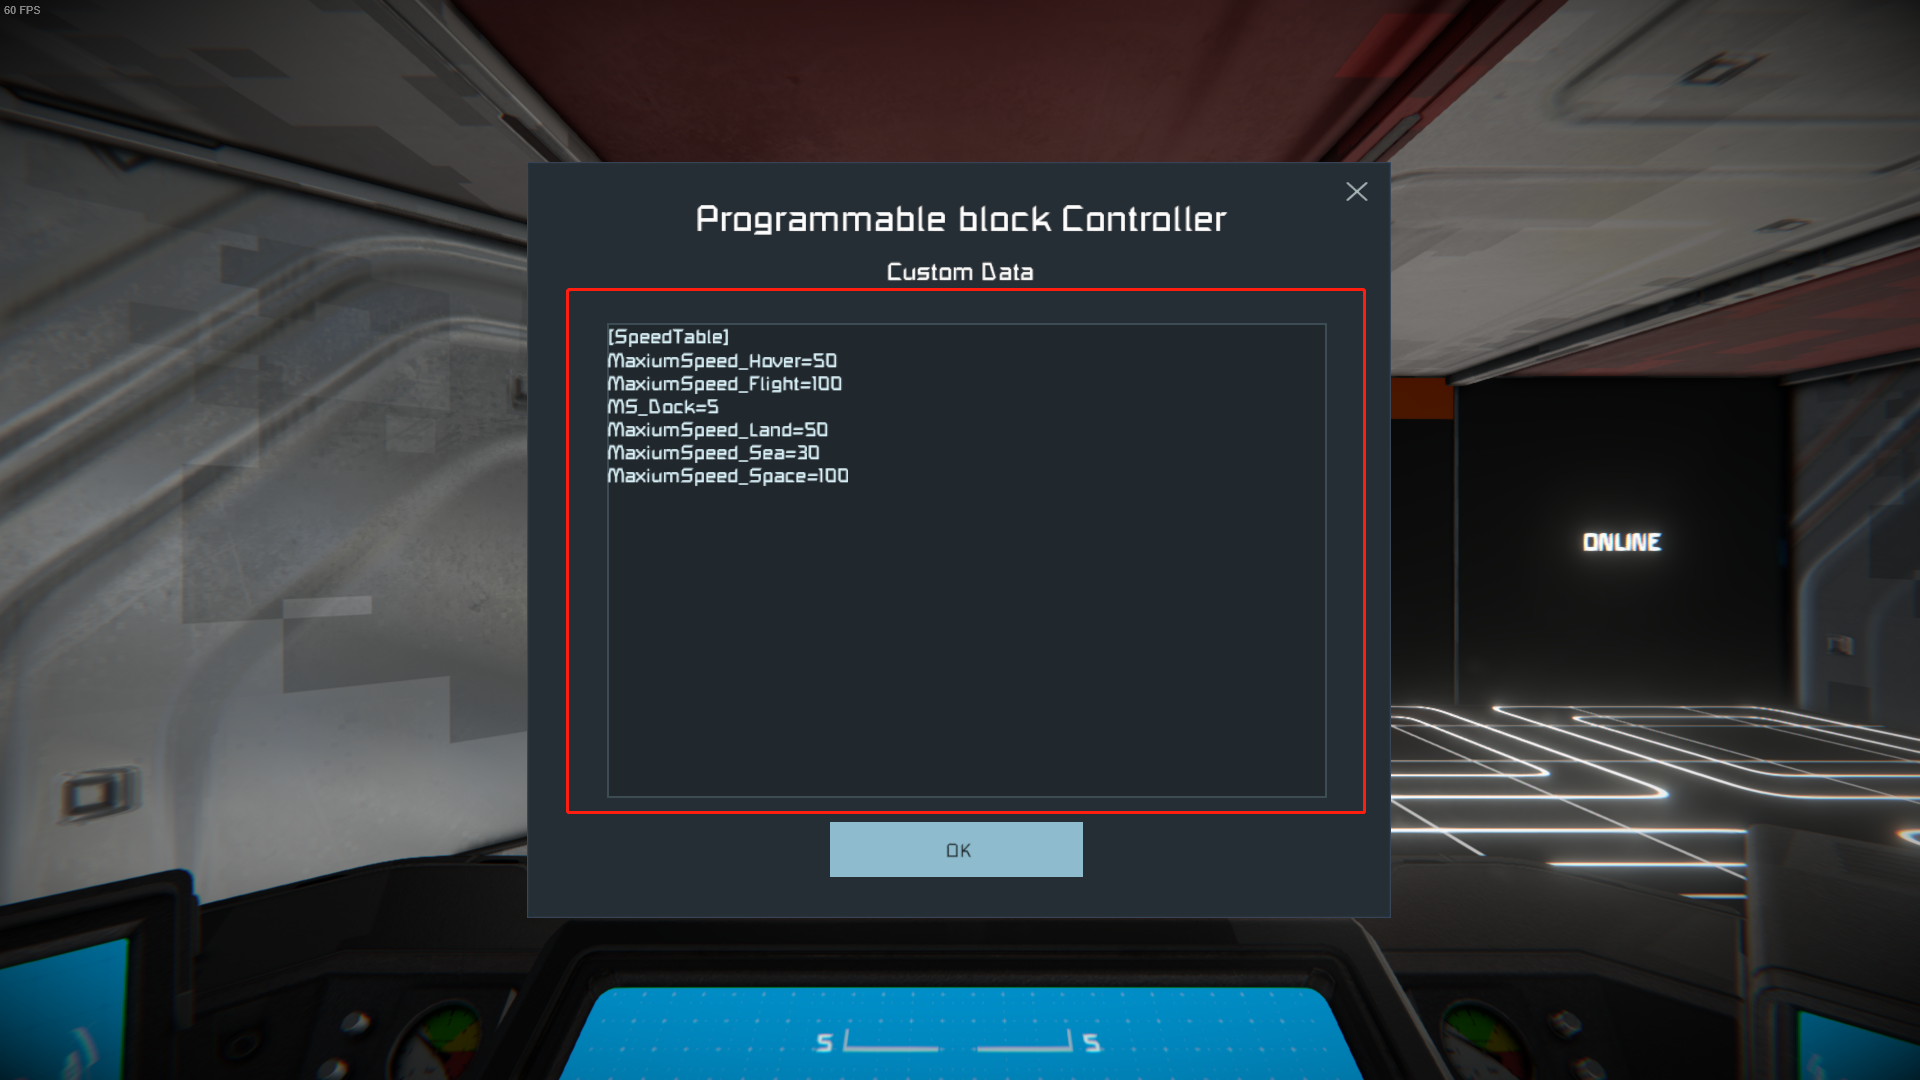 60 FPS
Programmable block Controller
Custom Data
[SpeedTable]
MaxiumSpeed_Hover=50
MaxiumSpeed_Flight=100
MS_Dock=5
MaxiumSpeed_Land=50
MaxiumSpeed_Sea=30
MaxiumSpeed_Space=100
ONLINE
OK
5 5